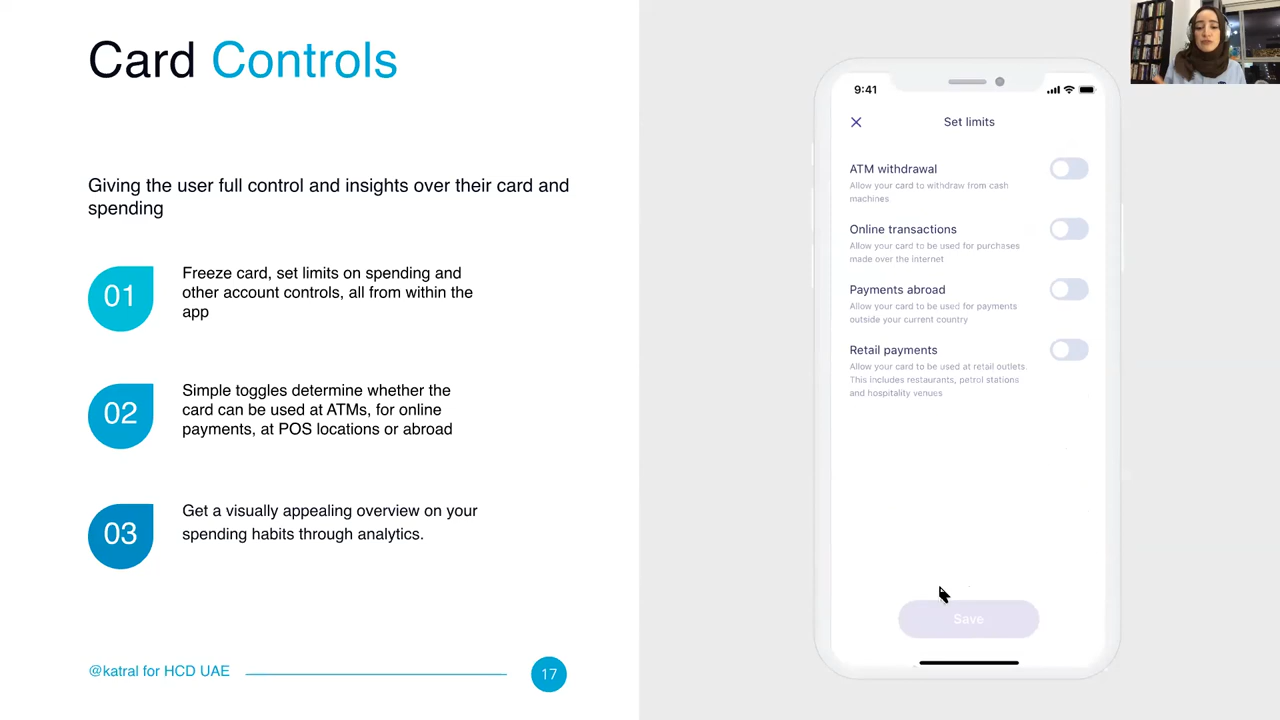 Card Controls
Giving the user full control and insights over their card and
spending
01
Freeze card, set limits on spending and
other account controls, all from within the
app
02
Simple toggles determine whether the
card can be used at ATMs, for online
payments, at POS locations or abroad
03
Get a visually appealing overview on your
spending habits through analytics.
@katral for HCD UAE
17
9:41
Set limits
ATM withdrawal
Allow your card to withdraw from cash
machines
Online transactions
Allow your card to be used for purchases
made over the internet
Payments abroad
Allow your card to be used for payments
outside your current country
Retail payments
Allow your card to be used at retail outlets.
This includes restaurants, patrol stations
and hospitality venues
Save